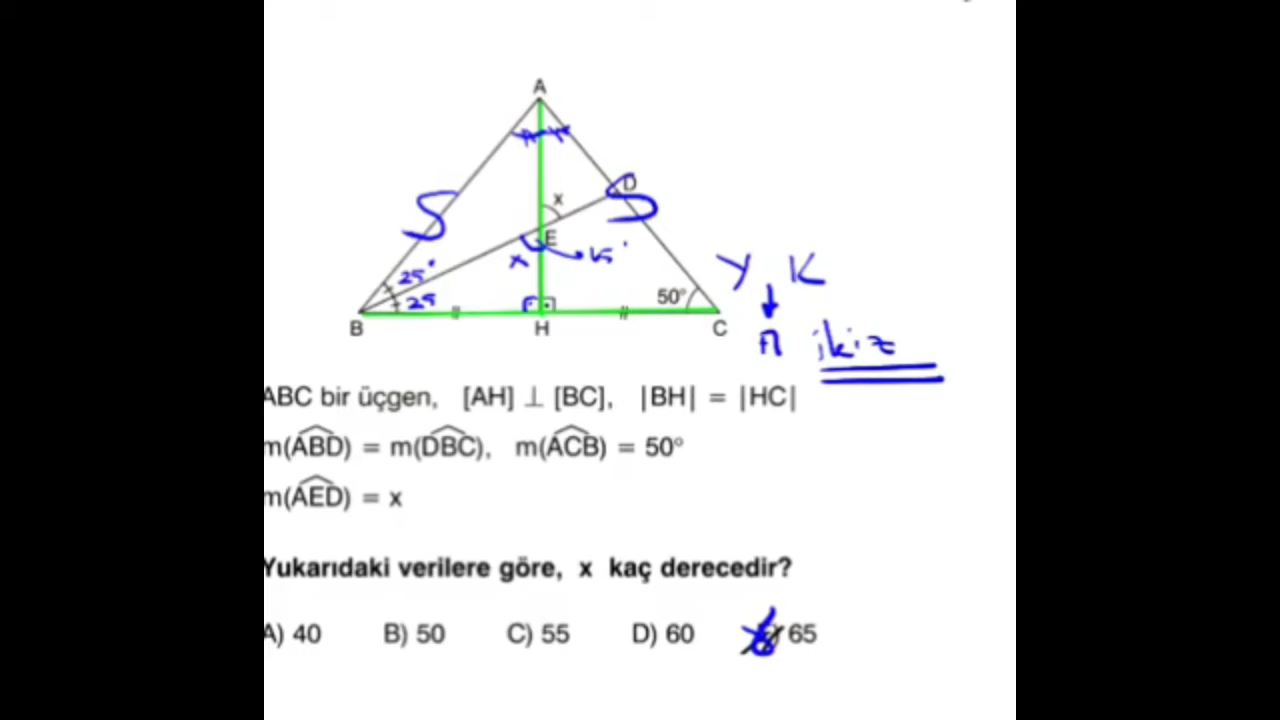 A
D
x
E
x
65°
25°
25
50°
B
H
C
Y K
ikiz
ABC bir üçgen, [AH] ⊥ [BC], |BH| = |HC|
m(ABD) = m(DBC), m(ACB) = 50°
m(AED) = x
Yukarıdaki verilere göre, x kaç derecedir?
A) 40 B) 50 C) 55 D) 60 65